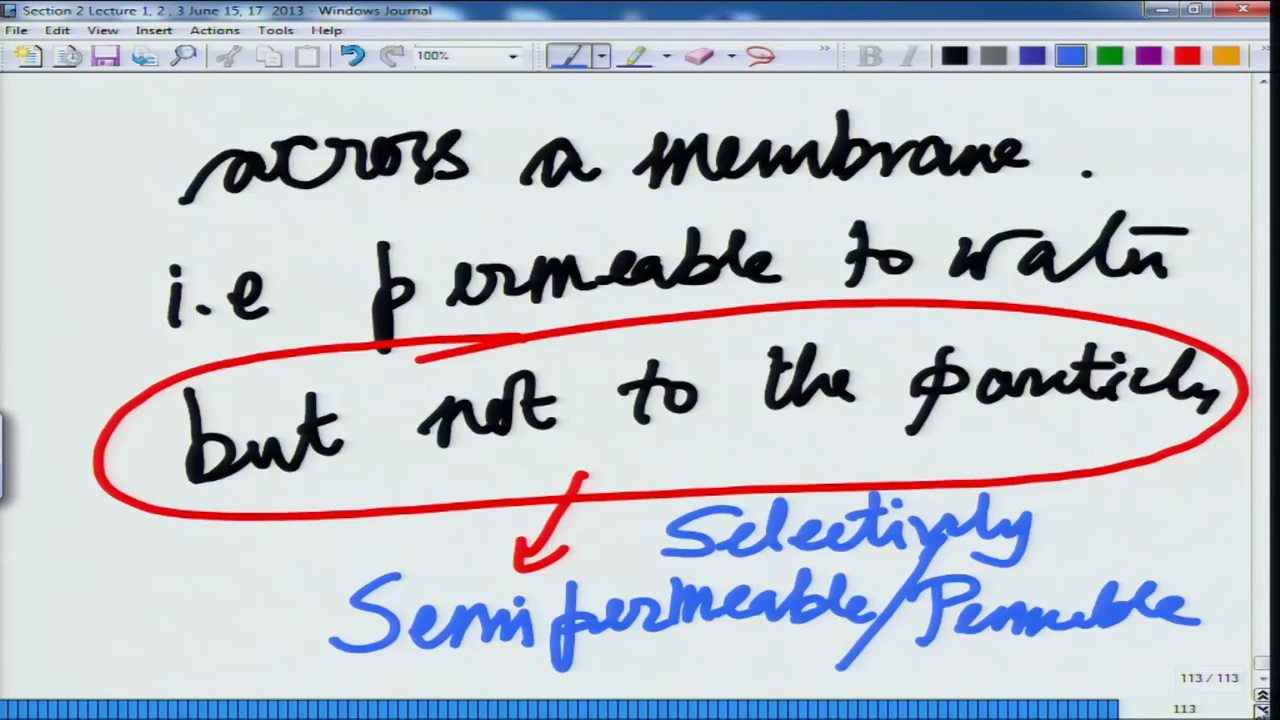 Section 2 Lecture 1, 2 , 3 June 15, 17 2013 - Windows Journal
File Edit View Insert Actions Tools Help
100%
B I
across a membrane .
i.e permeable to water
but not to the particles
Selectively
Semipermeable/Permeable
113 / 113
113